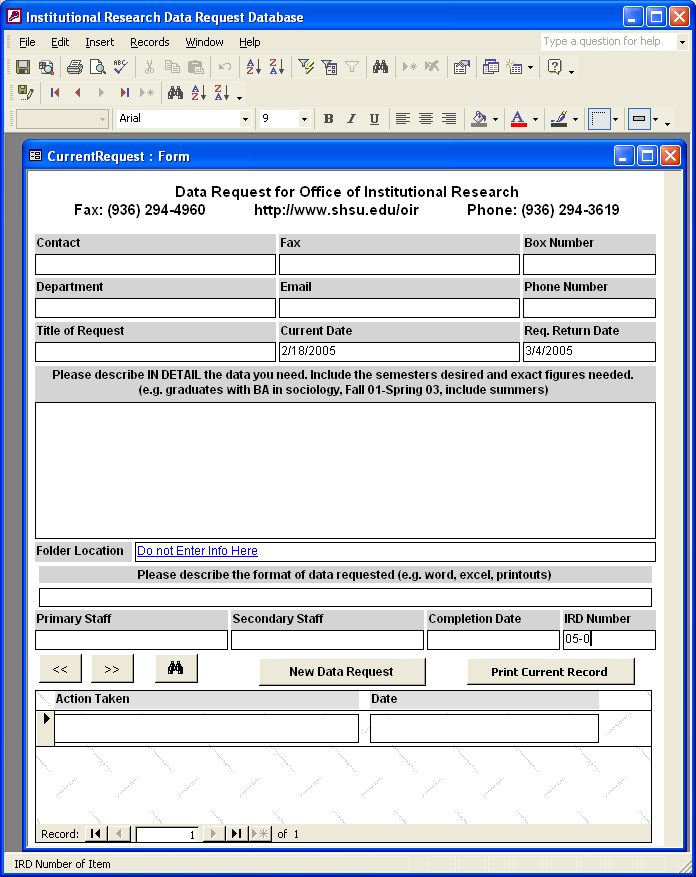 Institutional Research Data Request Database
File Edit Insert Records Window Help Type a question for help
Arial 9 B I U A
CurrentRequest : Form
Data Request for Office of Institutional Research
Fax: (936) 294-4960 http://www.shsu.edu/oir Phone: (936) 294-3619
Contact Fax Box Number
Department Email Phone Number
Title of Request Current Date Req. Return Date
2/18/2005 3/4/2005
Please describe IN DETAIL the data you need. Include the semesters desired and exact figures needed.
(e.g. graduates with BA in sociology, Fall 01-Spring 03, include summers)
Folder Location Do not Enter Info Here
Please describe the format of data requested (e.g. word, excel, printouts)
Primary Staff Secondary Staff Completion Date IRD Number
05-0
<< >> New Data Request Print Current Record
Action Taken Date
Record: 1 of 1
IRD Number of Item